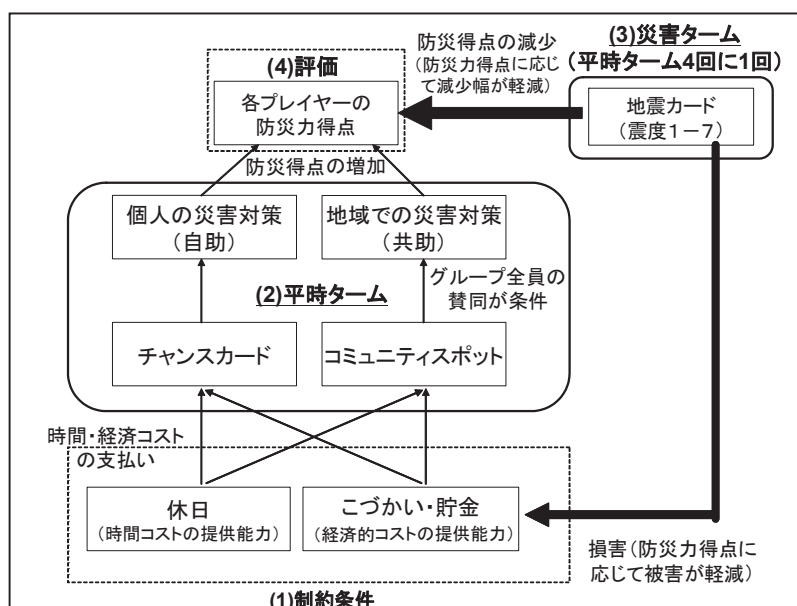 (4)評価
各プレイヤーの
防災力得点
防災得点の減少
(防災力得点に応じ
て減少幅が軽減)
(3)災害ターム
(平時ターム4回に1回)
地震カード
(震度1-7)
防災得点の増加
個人の災害対策
(自助)
地域での災害対策
(共助)
(2)平時ターム
グループ全員の
賛同が条件
チャンスカード
コミュニティスポット
時間・経済コスト
の支払い
休日
(時間コストの提供能力)
こづかい・貯金
(経済的コストの提供能力)
損害(防災力得点に
応じて被害が軽減)
(1)制約条件